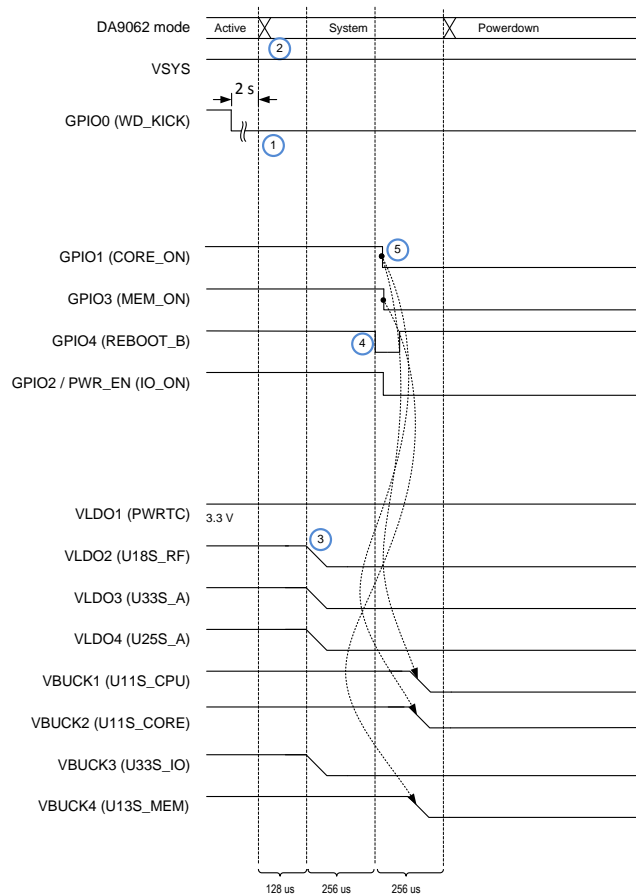 DA9062 mode Active System Powerdown
2
VSYS
2 s
GPIO0 (WD_KICK)
1
5
GPIO1 (CORE_ON)
GPIO3 (MEM_ON)
GPIO4 (REBOOT_B) 4
GPIO2 / PWR_EN (IO_ON)
VLDO1 (PWRTC) 3.3 V
3
VLDO2 (U18S_RF)
VLDO3 (U33S_A)
VLDO4 (U25S_A)
VBUCK1 (U11S_CPU)
VBUCK2 (U11S_CORE)
VBUCK3 (U33S_IO)
VBUCK4 (U13S_MEM)
128 us 256 us 256 us